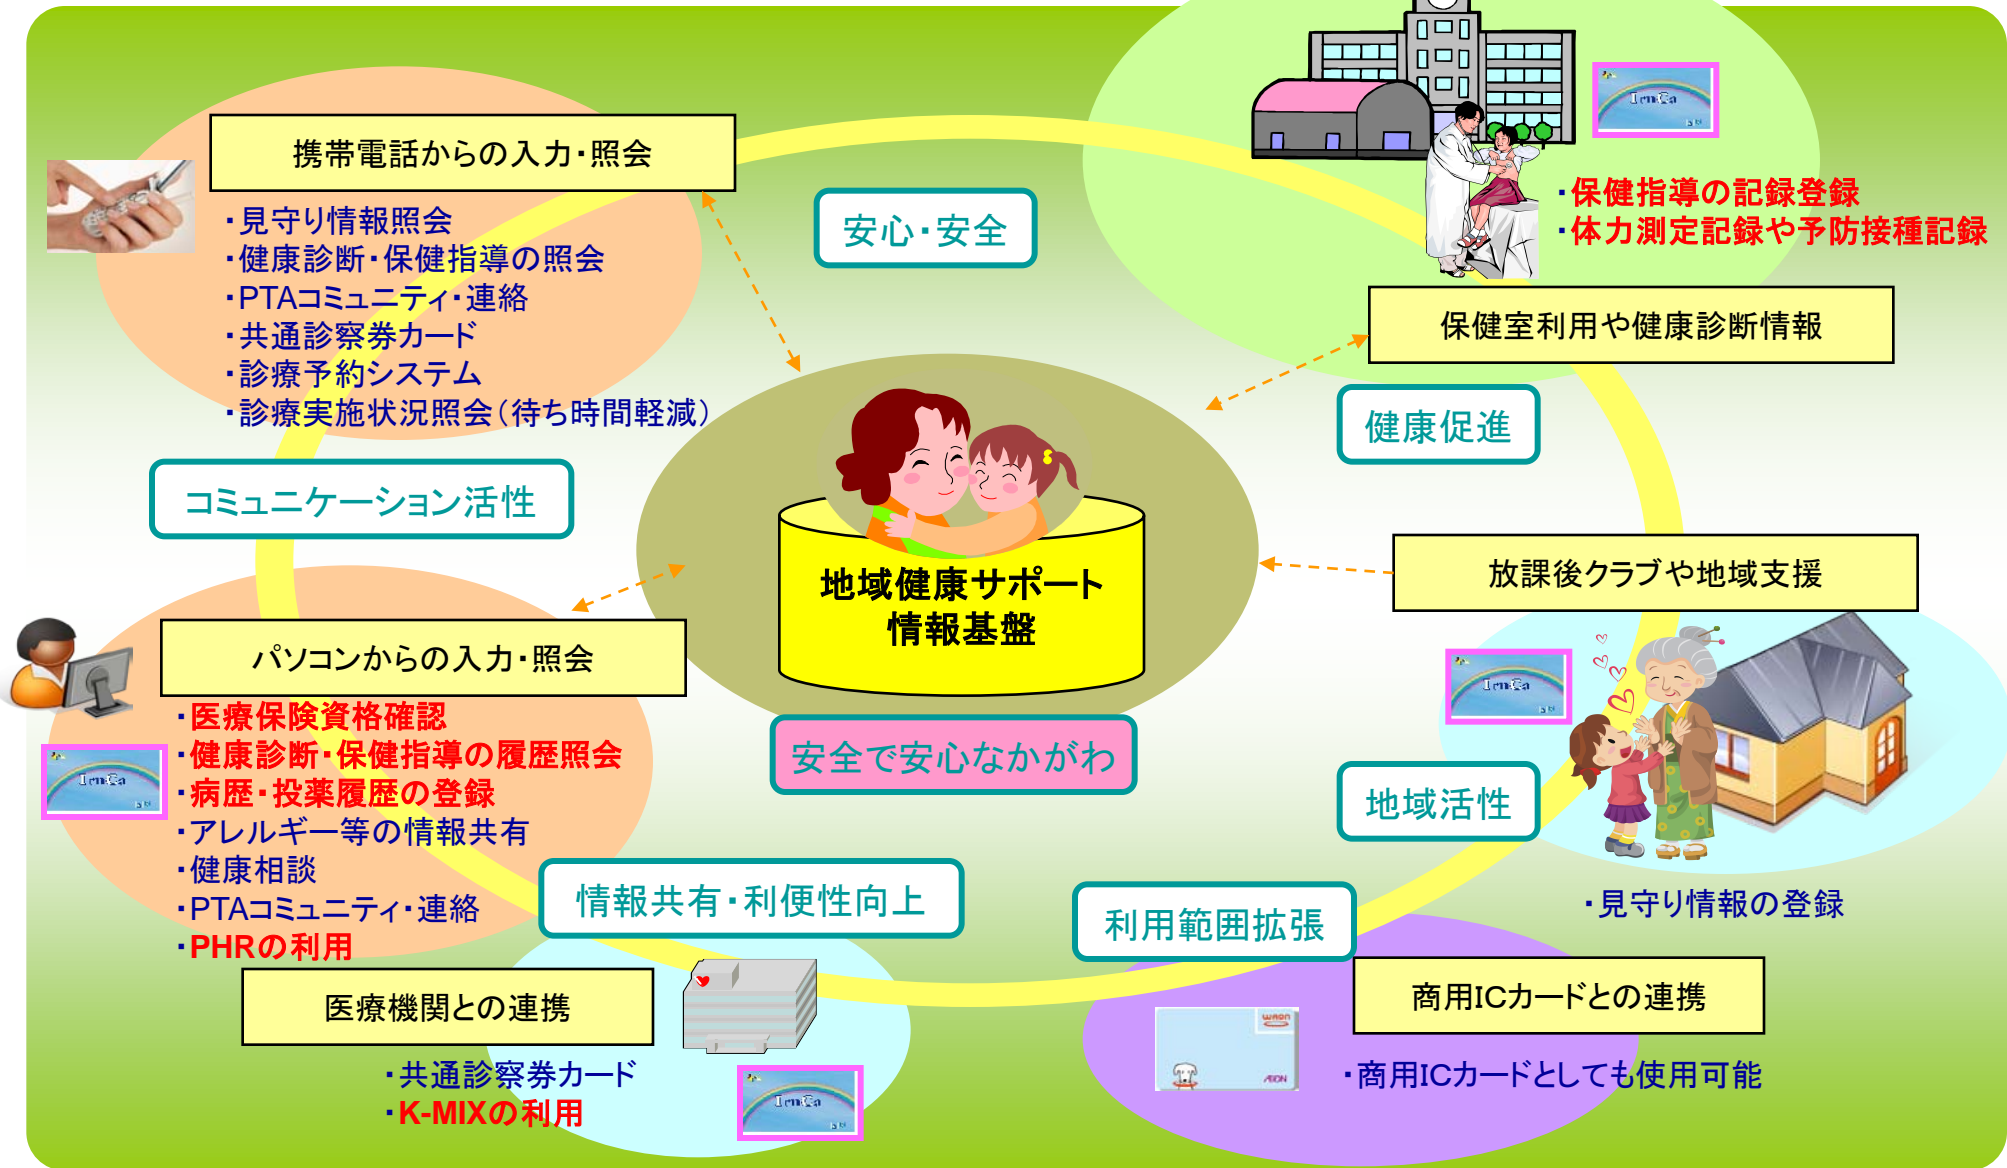 携帯電話からの入力・照会
・見守り情報照会
・健康診断・保健指導の照会
・PTAコミュニティ・連絡
・共通診察券カード
・診療予約システム
・診療実施状況照会（待ち時間軽減）
安心・安全
IruCa
・保健指導の記録登録
・体力測定記録や予防接種記録
保健室利用や健康診断情報
健康促進
コミュニケーション活性
地域健康サポート
情報基盤
放課後クラブや地域支援
パソコンからの入力・照会
・医療保険資格確認
・健康診断・保健指導の履歴照会
・病歴・投薬履歴の登録
・アレルギー等の情報共有
・健康相談
・PTAコミュニティ・連絡
・PHRの利用
IruCa
安全で安心なかがわ
IruCa
地域活性
・見守り情報の登録
情報共有・利便性向上
利用範囲拡張
医療機関との連携
・共通診察券カード
・K-MIXの利用
IruCa
商用ICカードとの連携
WAON
AEON
・商用ICカードとしても使用可能